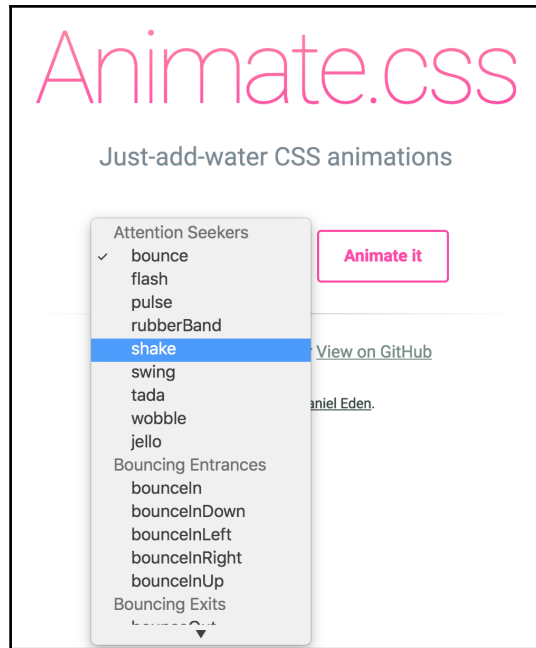 Animate.css
Just-add-water CSS animations
Attention Seekers
✓ bounce
Animate it
flash
pulse
rubberBand
shake
View on GitHub
swing
tada
aniel Eden.
wobble
jello
Bouncing Entrances
bounceIn
bounceInDown
bounceInLeft
bounceInRight
bounceInUp
Bouncing Exits